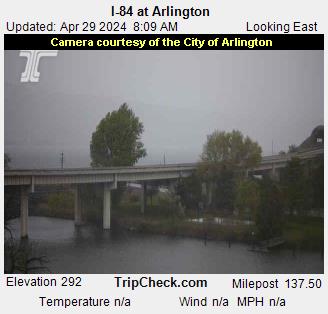 I-84 at Arlington
Updated: Apr 29 2024 8:09 AM Looking East
Camera courtesy of the City of Arlington
Elevation 292 TripCheck.com Milepost 137.50
Temperature n/a Wind n/a MPH n/a